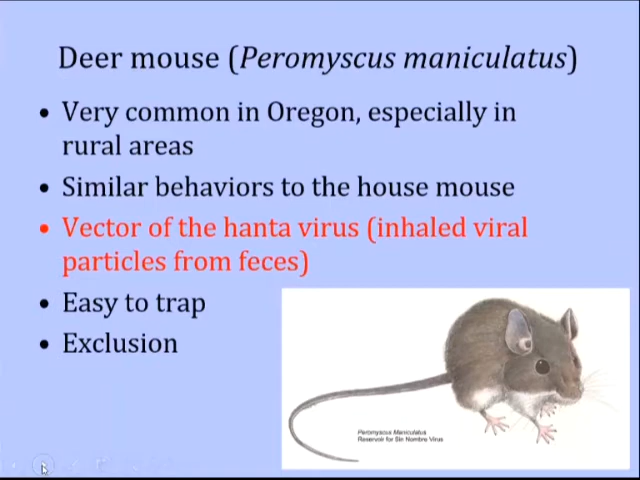 Deer mouse (Peromyscus maniculatus)
• Very common in Oregon, especially in
rural areas
• Similar behaviors to the house mouse
• Vector of the hanta virus (inhaled viral
particles from feces)
• Easy to trap
• Exclusion
Peromyscus Maniculatus
Reservoir for Sin Nombre Virus